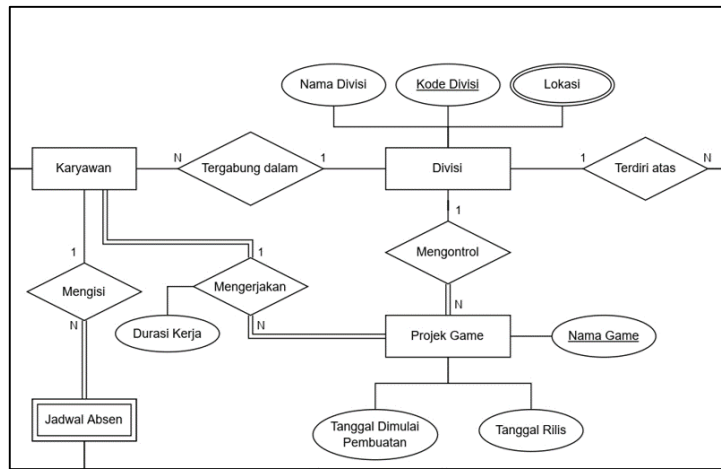 Nama Divisi
Kode Divisi
Lokasi
Karyawan
N
Tergabung dalam
1
Divisi
1
Terdiri atas
N
1
1
1
Mengisi
Mengerjakan
Mengontrol
N
N
N
Durasi Kerja
Projek Game
Nama Game
Jadwal Absen
Tanggal Dimulai
Pembuatan
Tanggal Rilis